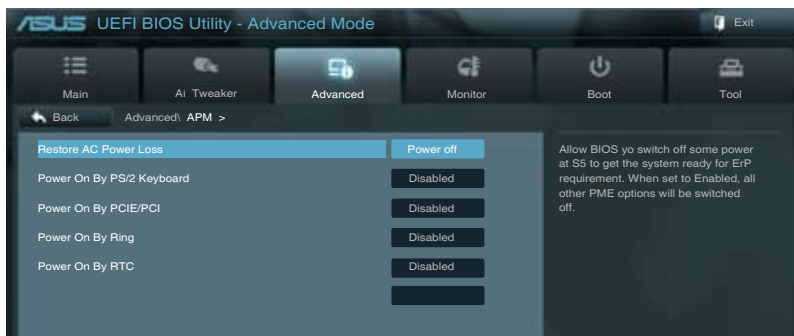 ASUS UEFI BIOS Utility - Advanced Mode
Exit
Main
Ai Tweaker
Advanced
Monitor
Boot
Tool
Back
Advanced\ APM >
Restore AC Power Loss
Power off
Power On By PS/2 Keyboard
Disabled
Power On By PCIE/PCI
Disabled
Power On By Ring
Disabled
Power On By RTC
Disabled
Allow BIOS yo switch off some power
at S5 to get the system ready for ErP
requirement. When set to Enabled, all
other PME options will be switched
off.